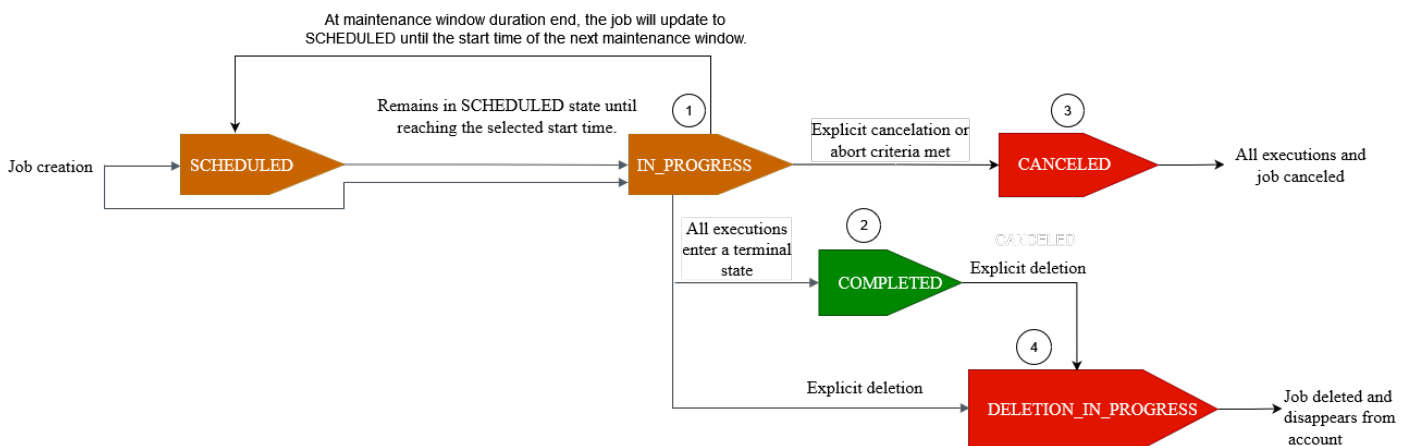 At maintenance window duration end, the job will update to
SCHEDULED until the start time of the next maintenance window.
Remains in SCHEDULED state until
reaching the selected start time.
1
3
Job creation
SCHEDULED
IN_PROGRESS
Explicit cancelation or
abort criteria met
CANCELED
All executions and
job canceled
All executions
enter a terminal
state
2
CANCELED
COMPLETED
Explicit deletion
4
Explicit deletion
DELETION_IN_PROGRESS
Job deleted and
disappears from
account